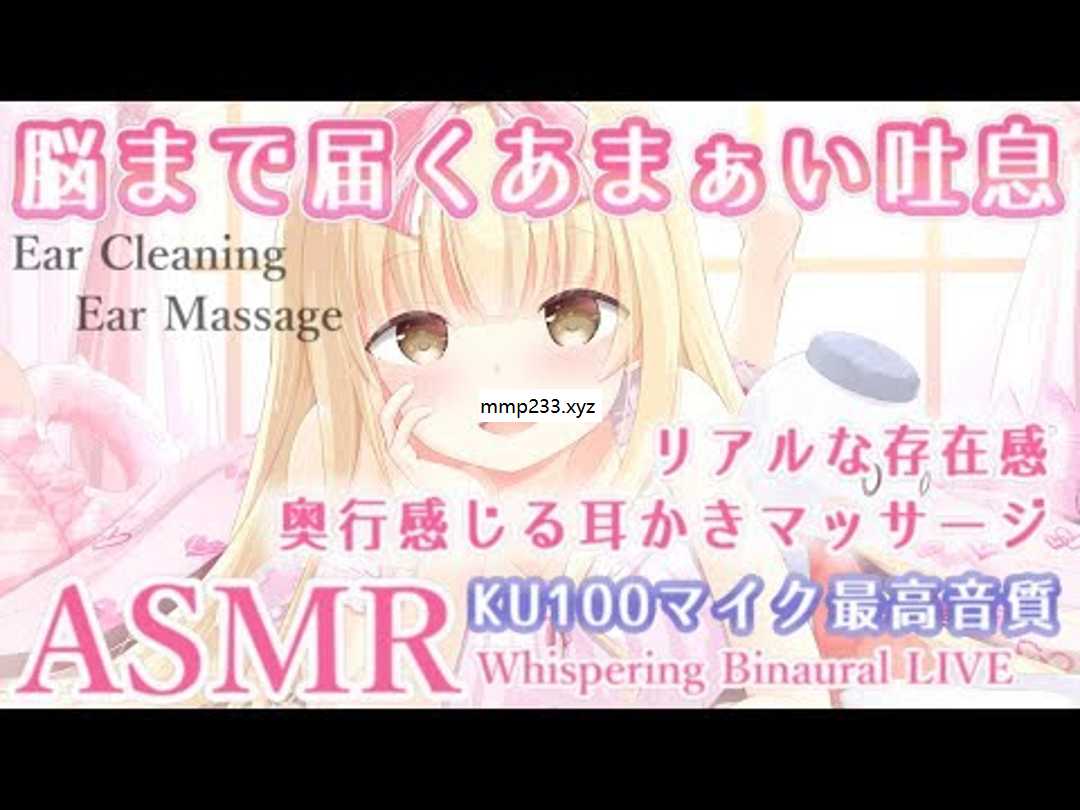 脳まで届くあまぁい吐息
Ear Cleaning
Ear Massage
mmp233.xyz
リアルな存在感
奥行感じる耳かきマッサージ
ASMR
KU100マイク最高音質
Whispering Binaural LIVE